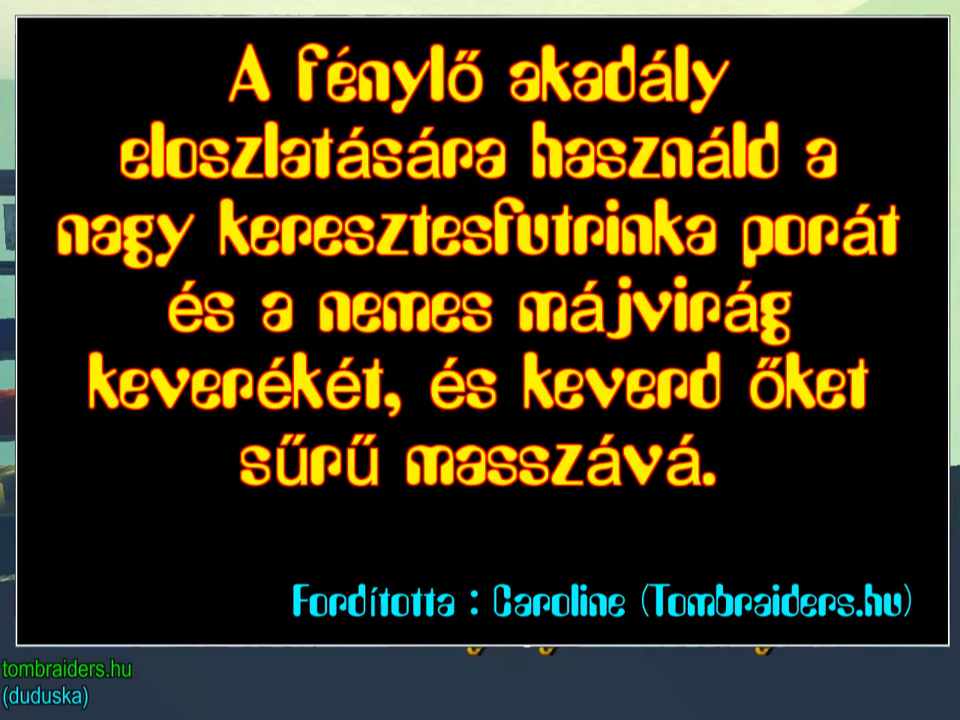 A fénylő akadály
eloszlatására használd a
nagy keresztesfutrinka porát
és a nemes májvirág
keverékét, és keverd őket
sűrű masszává.
Fordította : Caroline (Tombraiders.hu)
tombraiders.hu
(duduska)